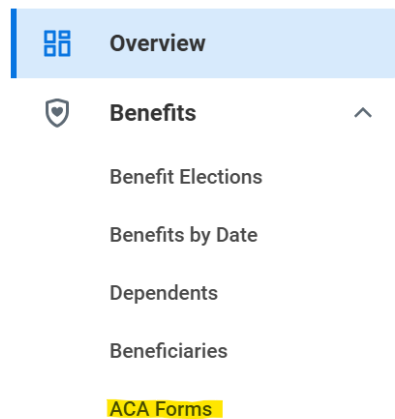 Overview
Benefits
Benefit Elections
Benefits by Date
Dependents
Beneficiaries
ACA Forms